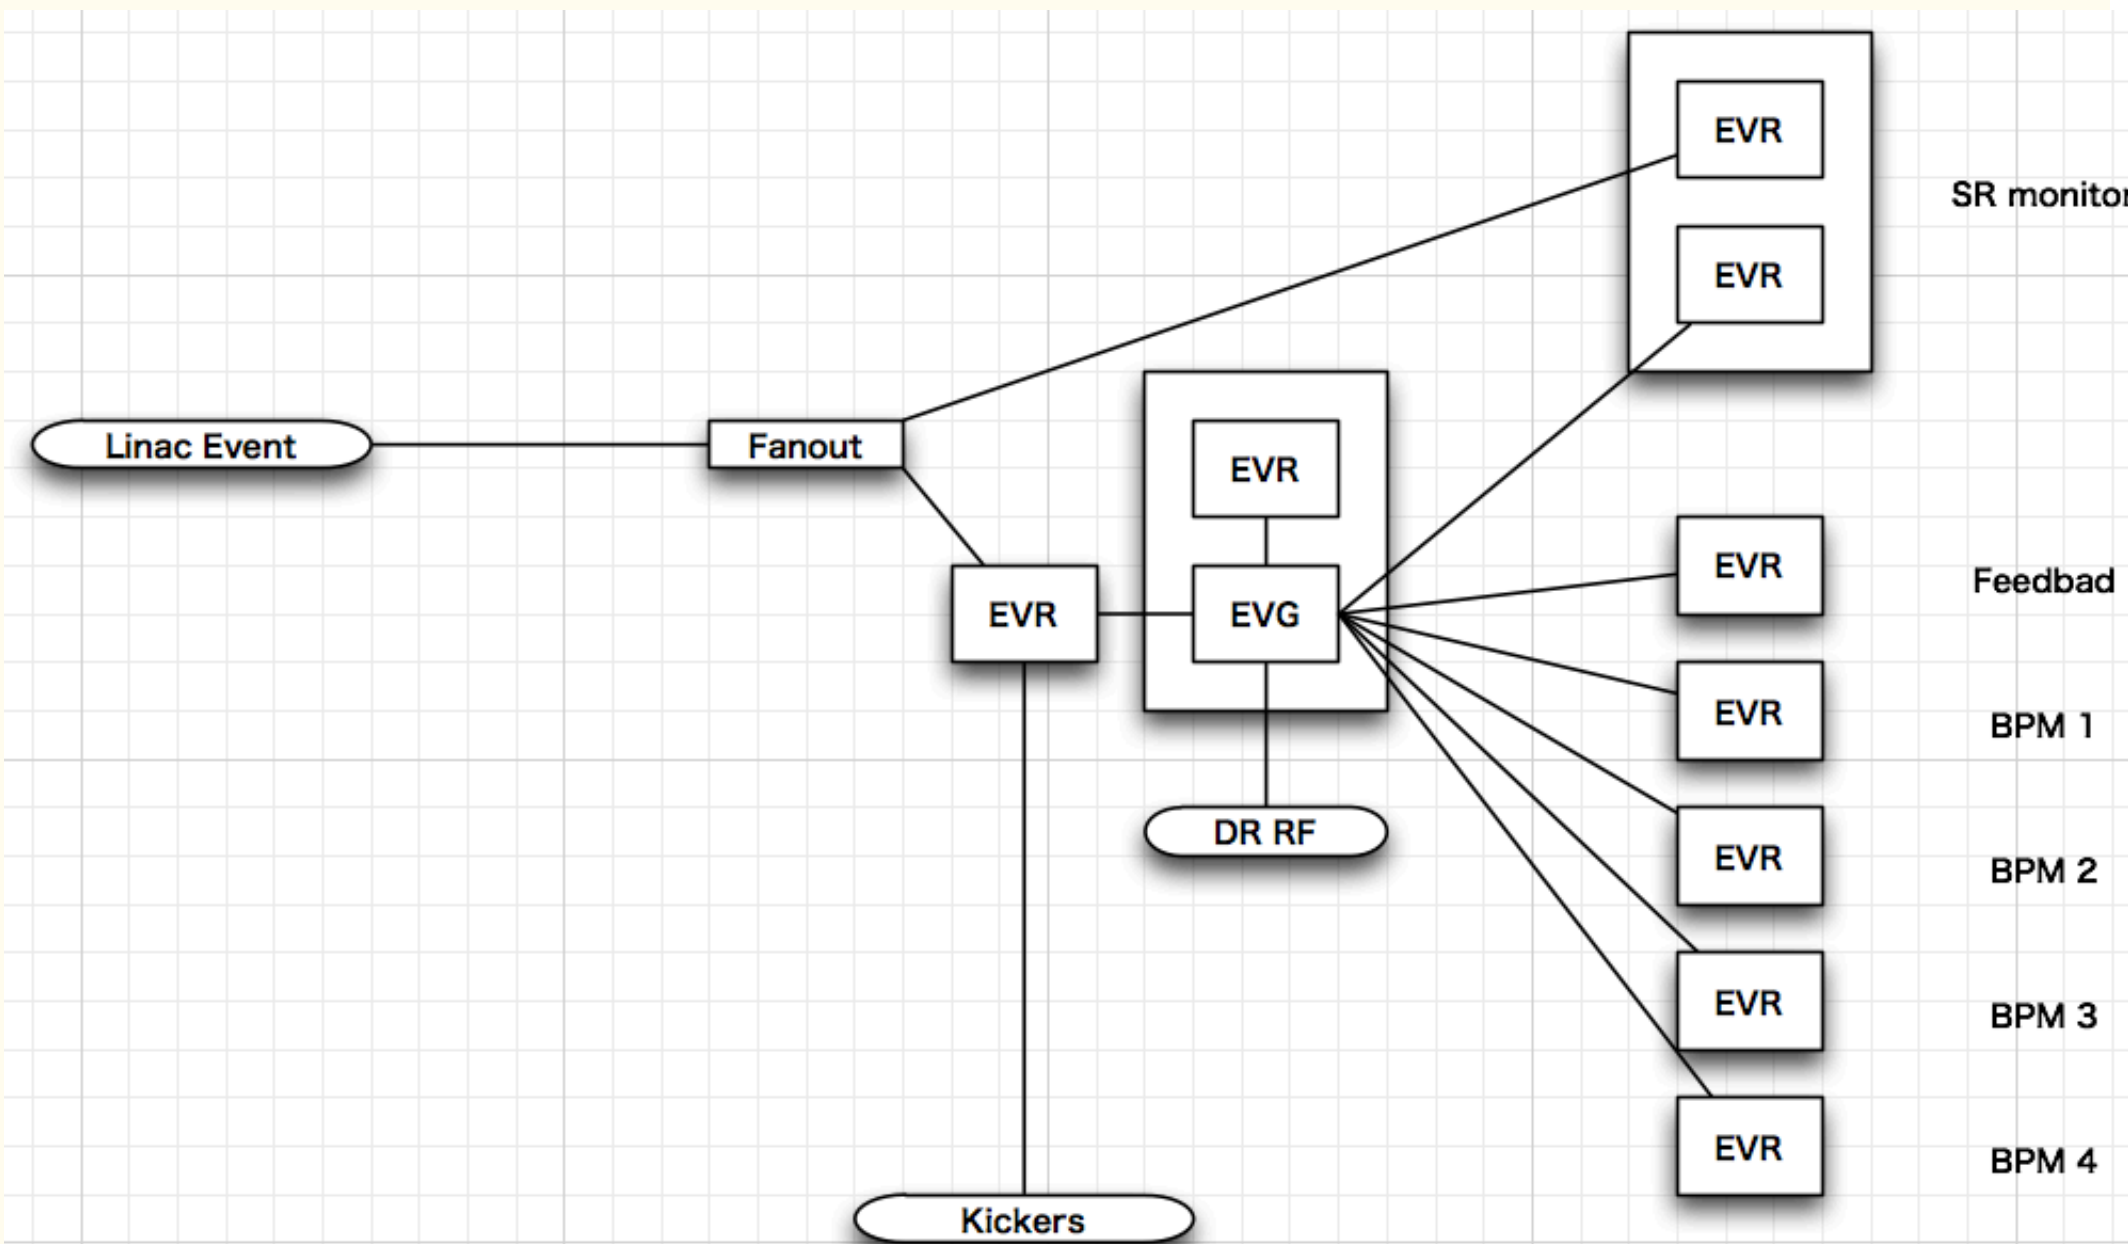 EVR
SR monitor
EVR
Linac Event
Fanout
EVR
EVR
EVG
EVR
Feedbad
EVR
BPM 1
DR RF
EVR
BPM 2
EVR
BPM 3
EVR
BPM 4
Kickers